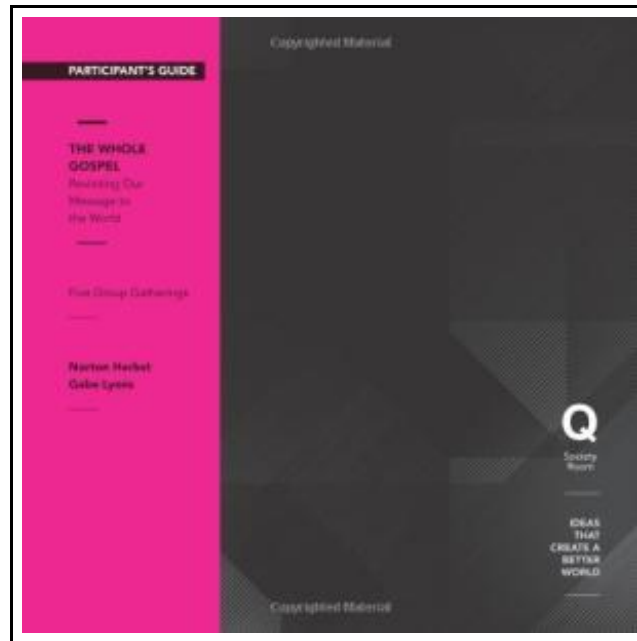 Copyrighted Material
PARTICIPANT'S GUIDE
THE WHOLE
GOSPEL
Revisiting Our
Message to
the World
Five Group Gatherings
Norton Herbst
Gabe Lyons
Q
Society
Room
IDEAS
THAT
CREATE A
BETTER
WORLD
Copyrighted Material